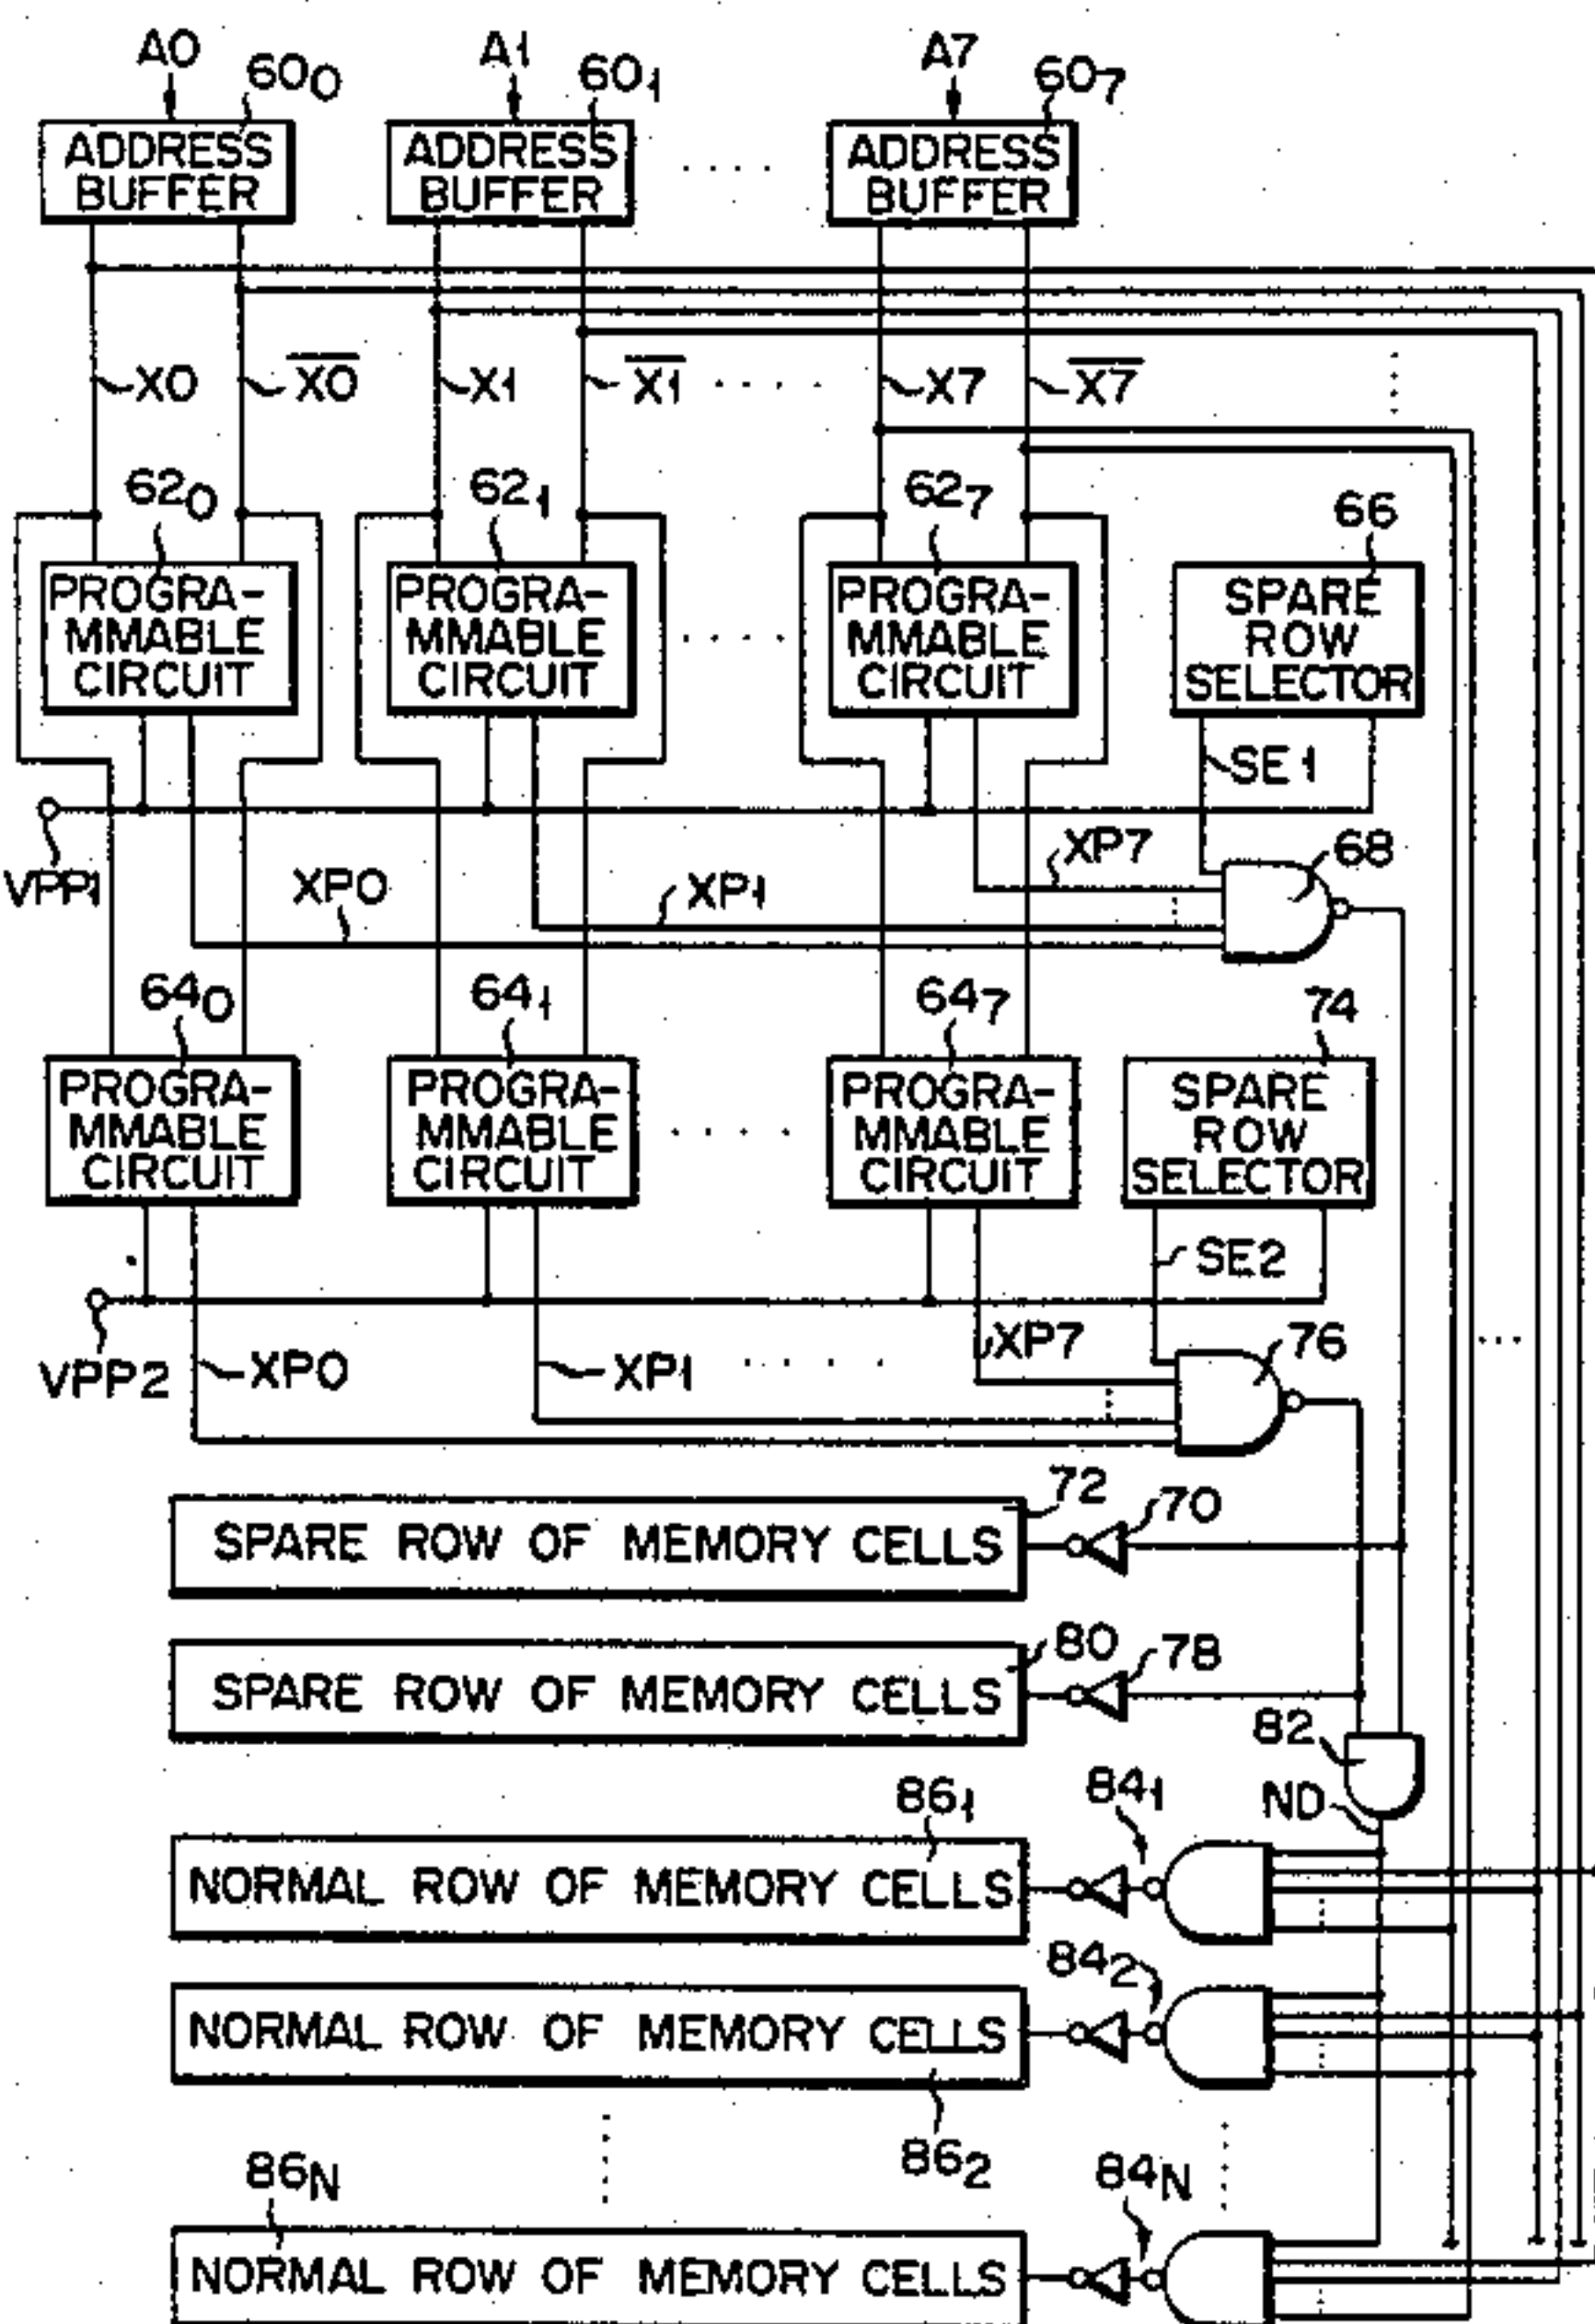 A0 A1 A7
60₀ 60₁ 60₇
ADDRESS BUFFER ADDRESS BUFFER .... ADDRESS BUFFER
X0 X̅0̅ X1 X̅1̅ ..... X7 X̅7̅
62₀ 62₁ 62₇ 66
PROGRA-MMABLE CIRCUIT PROGRA-MMABLE CIRCUIT .... PROGRA-MMABLE CIRCUIT SPARE ROW SELECTOR
SE1
VPP1 XP0 XP1 XP7 68
64₀ 64₁ 64₇ 74
PROGRA-MMABLE CIRCUIT PROGRA-MMABLE CIRCUIT .... PROGRA-MMABLE CIRCUIT SPARE ROW SELECTOR
SE2
VPP2 XP0 XP1 ...... XP7 76
72 70
SPARE ROW OF MEMORY CELLS
80 78
SPARE ROW OF MEMORY CELLS
82
ND
86₁ 84₁
NORMAL ROW OF MEMORY CELLS
84₂
NORMAL ROW OF MEMORY CELLS
86₂
86N 84N
NORMAL ROW OF MEMORY CELLS